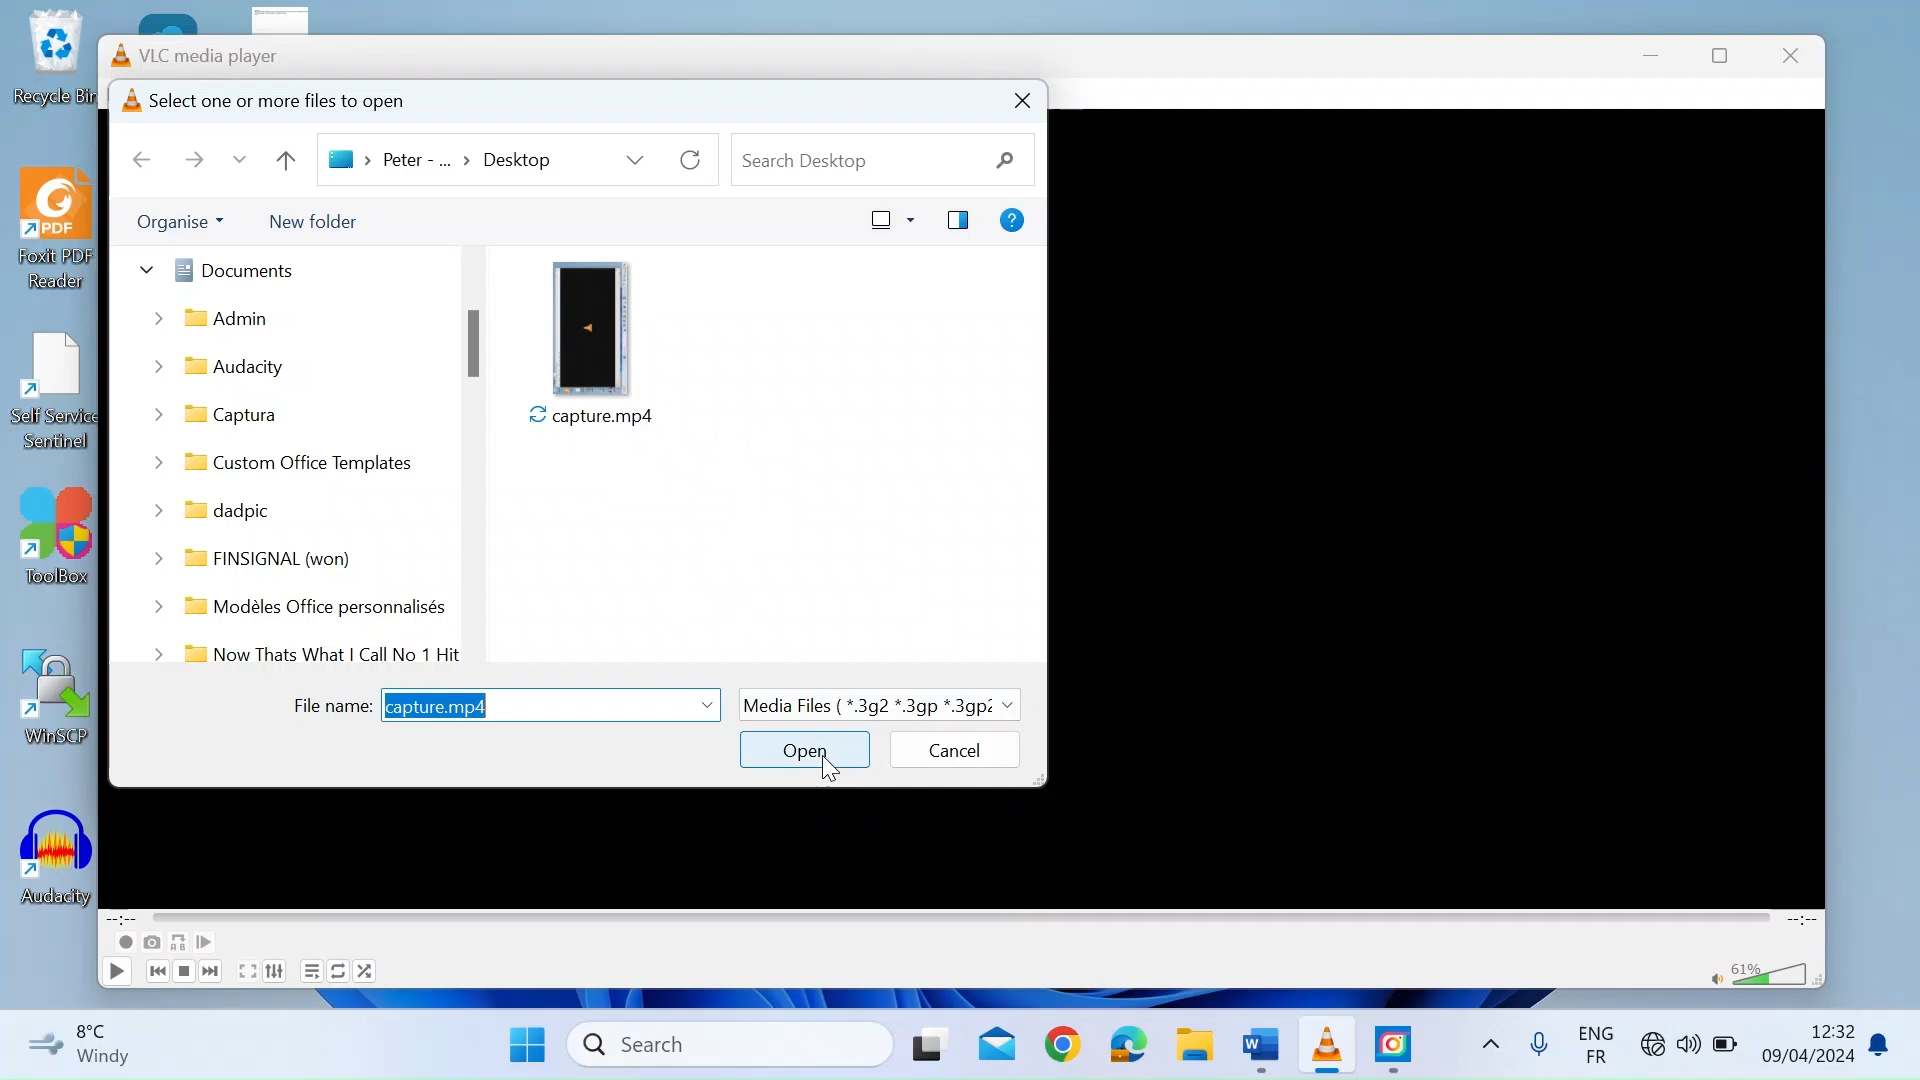 Recycle Bin
VLC media player
Select one or more files to open
Peter - ...
Desktop
Search Desktop
Organise
New folder
Foxit PDF
Reader
PDF
Documents
Admin
Audacity
Captura
Custom Office Templates
dadpic
FINSIGNAL (won)
Modèles Office personnalisés
Now Thats What I Call No 1 Hit
capture.mp4
Self Service
Sentinel
ToolBox
WinSCP
Audacity
File name:
capture.mp4
Media Files ( *.3g2 *.3gp *.3gp2
Open
Cancel
--:--
--:--
61%
8°C
Windy
Search
ENG
FR
12:32
09/04/2024